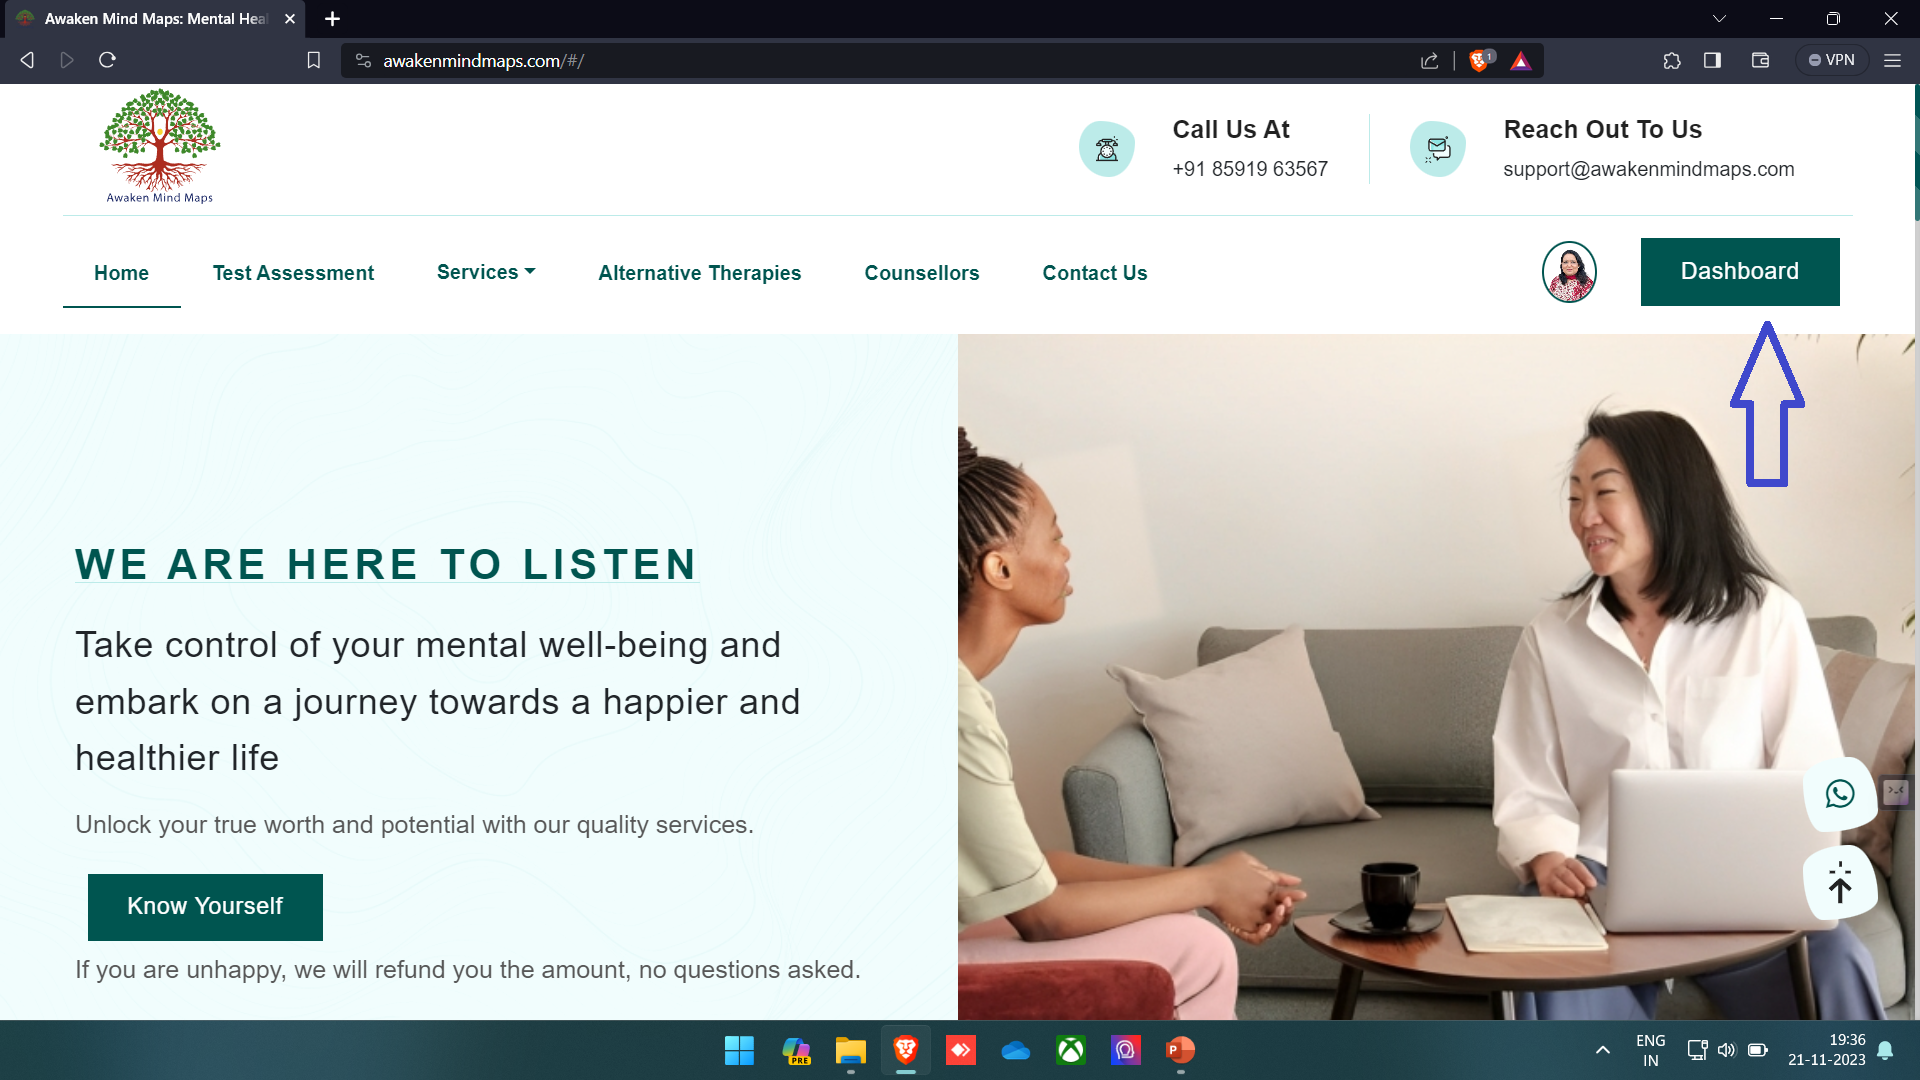 Awaken Mind Maps: Mental Heal
awakenmindmaps.com/#/
1
VPN
Awaken Mind Maps
Call Us At
+91 85919 63567
Reach Out To Us
support@awakenmindmaps.com
Home
Test Assessment
Services
Alternative Therapies
Counsellors
Contact Us
Dashboard
WE ARE HERE TO LISTEN
Take control of your mental well-being and
embark on a journey towards a happier and
healthier life
Unlock your true worth and potential with our quality services.
Know Yourself
If you are unhappy, we will refund you the amount, no questions asked.
PRE
P
ENG
IN
19:36
21-11-2023